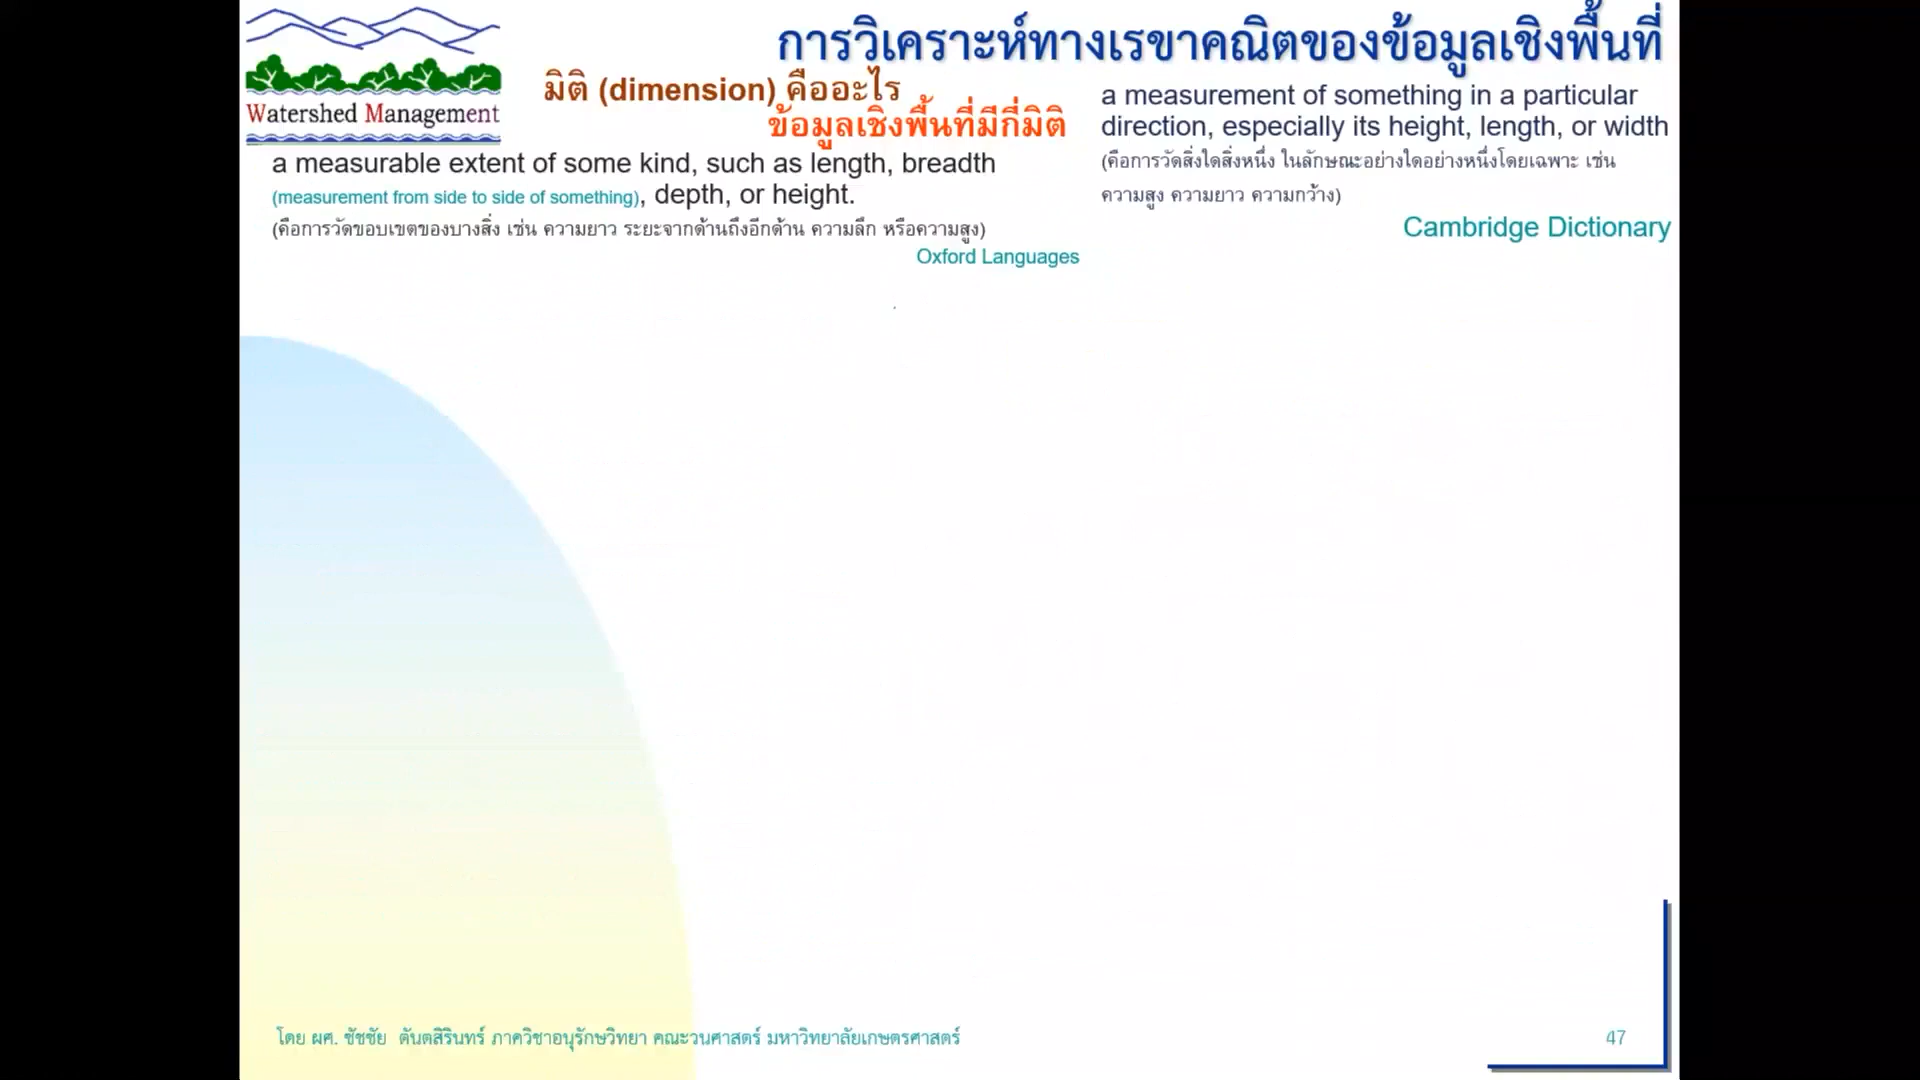 Watershed Management
การวิเคราะห์ทางเรขาคณิตของข้อมูลเชิงพื้นที่
มิติ (dimension) คืออะไร
ข้อมูลเชิงพื้นที่มีกี่มิติ
a measurable extent of some kind, such as length, breadth
(measurement from side to side of something), depth, or height.
(คือการวัดขอบเขตของบางสิ่ง เช่น ความยาว ระยะจากด้านถึงอีกด้าน ความลึก หรือความสูง)
Oxford Languages
a measurement of something in a particular
direction, especially its height, length, or width
(คือการวัดสิ่งใดสิ่งหนึ่ง ในลักษณะอย่างใดอย่างหนึ่งโดยเฉพาะ เช่น
ความสูง ความยาว ความกว้าง)
Cambridge Dictionary
โดย ผศ. ชัชชัย ตันตสิรินทร์ ภาควิชาอนุรักษวิทยา คณะวนศาสตร์ มหาวิทยาลัยเกษตรศาสตร์
47